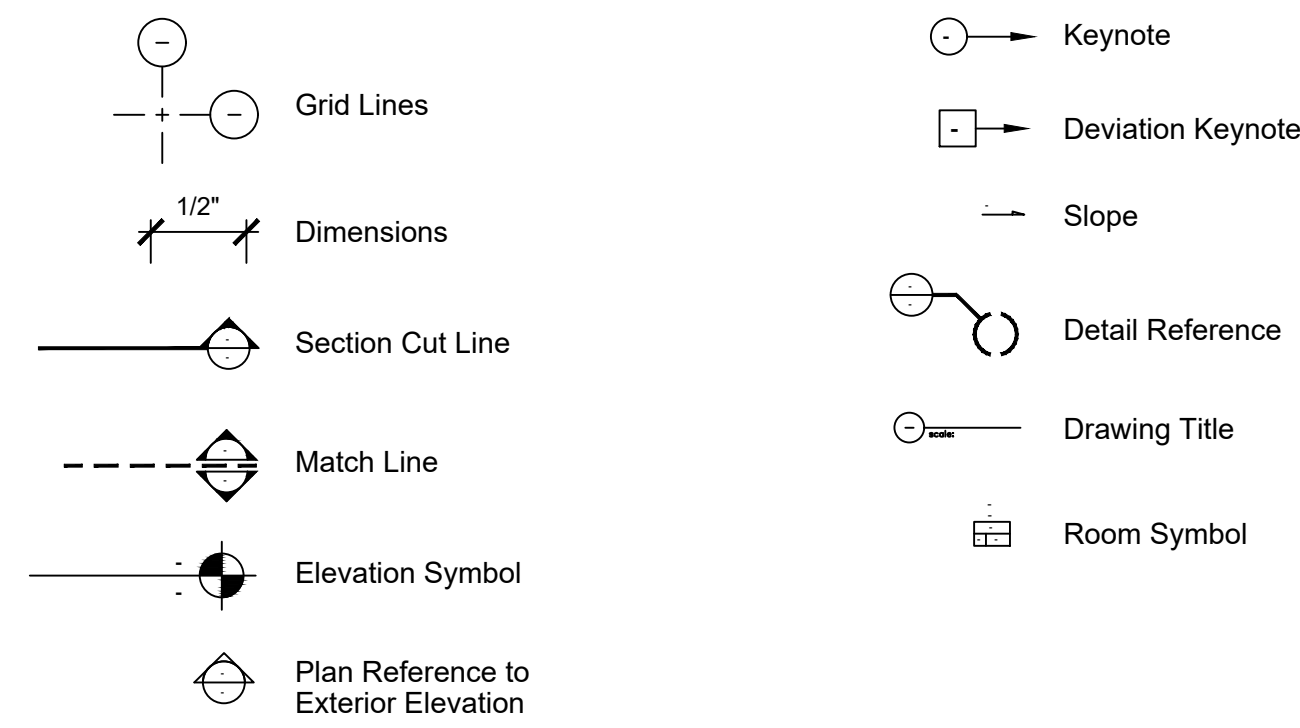 Grid Lines
1/2"
Dimensions
Section Cut Line
Match Line
Elevation Symbol
Plan Reference to
Exterior Elevation
Keynote
Deviation Keynote
Slope
Detail Reference
scale:
Drawing Title
Room Symbol